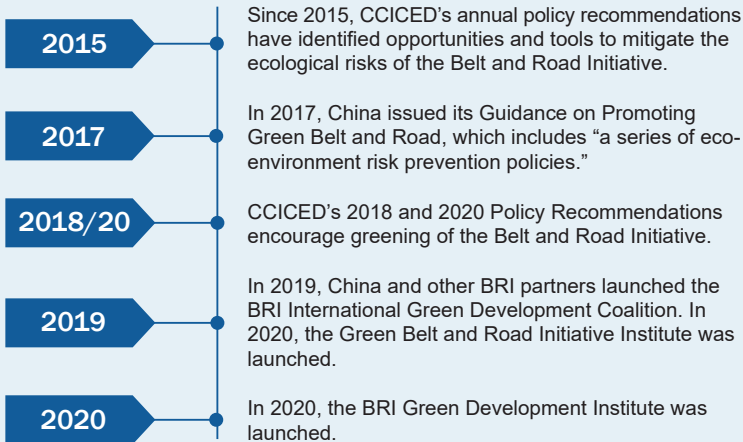 2015
Since 2015, CCICED’s annual policy recommendations
have identified opportunities and tools to mitigate the
ecological risks of the Belt and Road Initiative.
2017
In 2017, China issued its Guidance on Promoting
Green Belt and Road, which includes “a series of eco-
environment risk prevention policies.”
2018/20
CCICED’s 2018 and 2020 Policy Recommendations
encourage greening of the Belt and Road Initiative.
2019
In 2019, China and other BRI partners launched the
BRI International Green Development Coalition. In
2020, the Green Belt and Road Initiative Institute was
launched.
2020
In 2020, the BRI Green Development Institute was
launched.